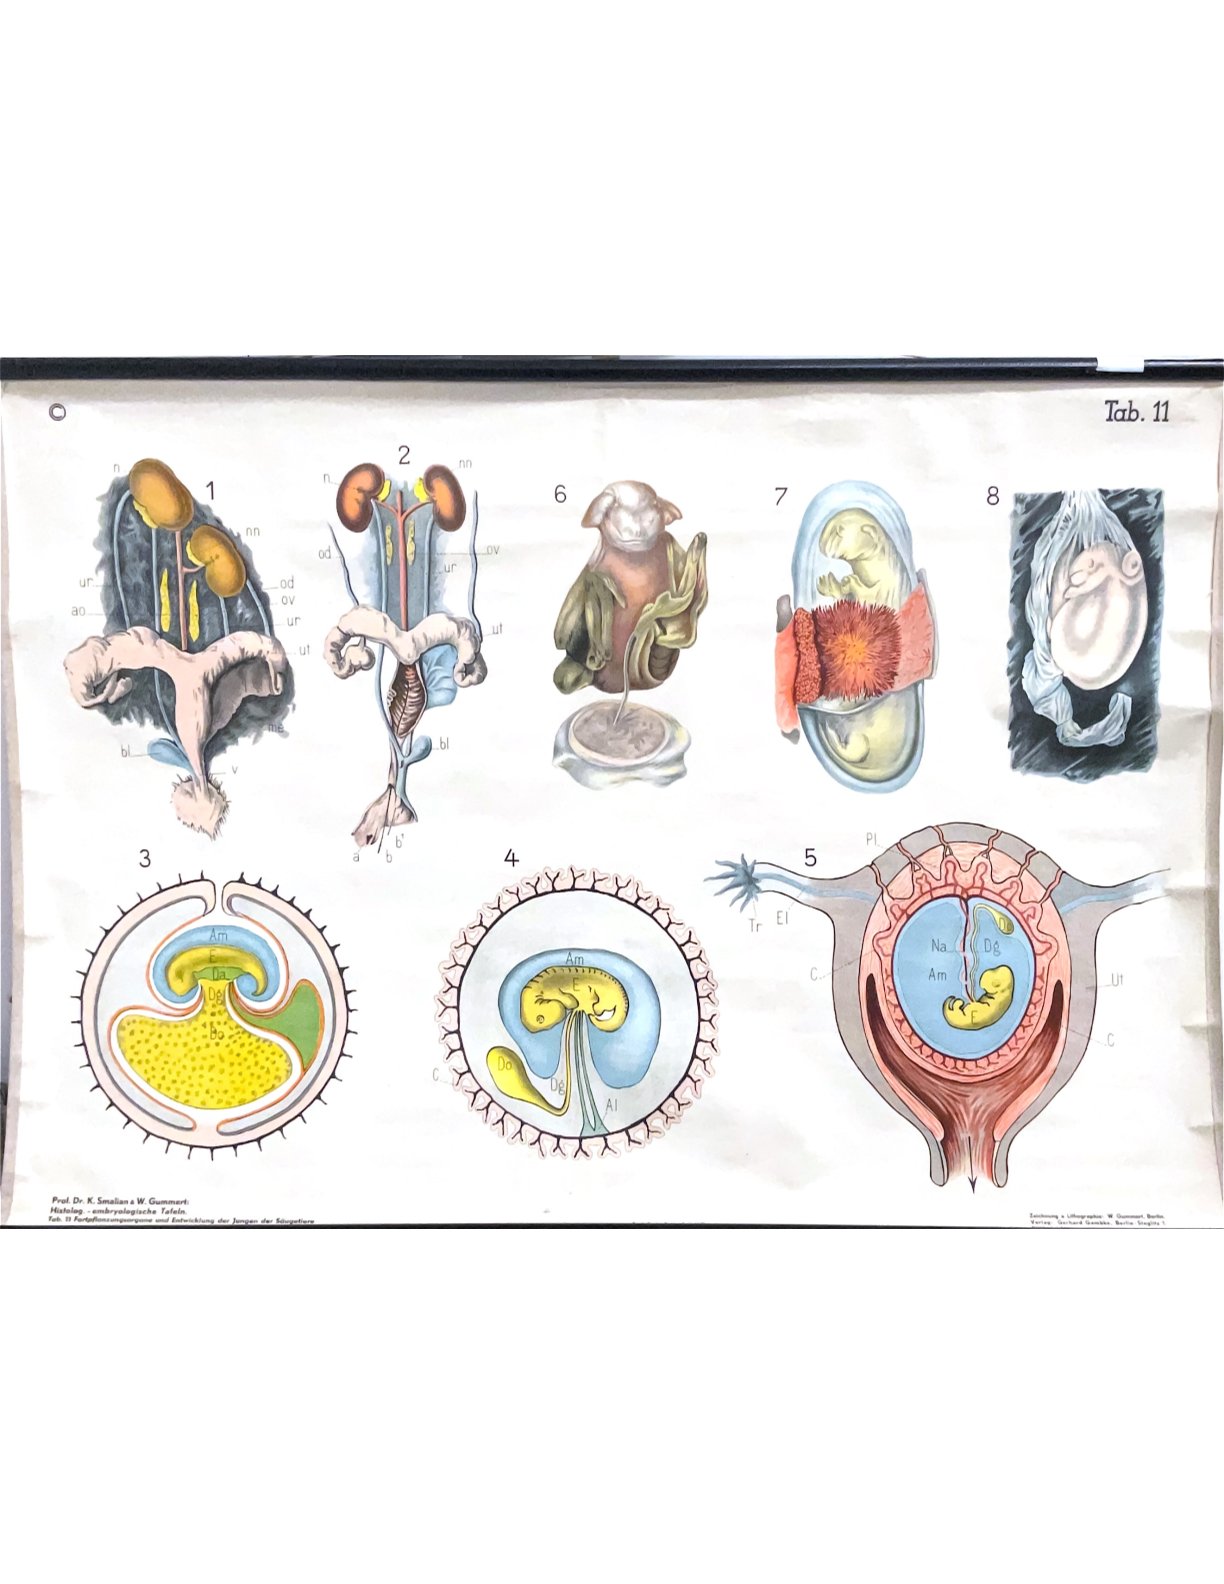 ©
Tab. 11
1
n
nn
ur
ao
od
ov
ur
ut
me
bl
v
2
n
nn
od
ov
ur
ut
bl
a
b
b'
6
7
8
3
Am
E
Da
Dg
Do
4
Am
E
Do
Dg
Al
C
5
Pl
Tr
El
C
Na
Dg
Am
E
Ut
C
Prof. Dr. K. Smalian & W. Gummert:
Histolog. - embryologische Tafeln.
Tab. 11 Fortpflanzungsorgane und Entwicklung der Jungen der Säugetiere
Zeichnung u. Lithographie: W. Gummert, Berlin.
Verlag: Gerhard Gambke, Berlin-Steglitz 1